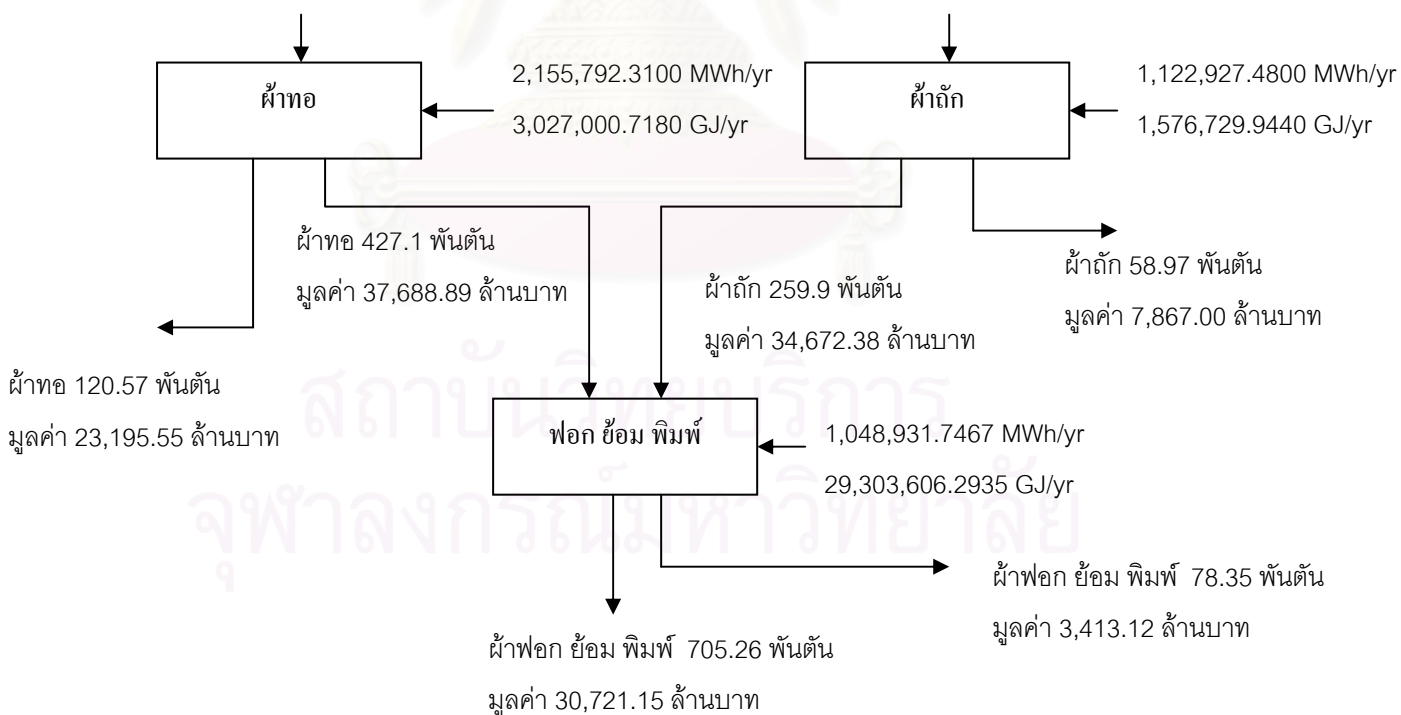 ผ้าทอ
2,155,792.3100 MWh/yr
3,027,000.7180 GJ/yr
ผ้าถัก
1,122,927.4800 MWh/yr
1,576,729.9440 GJ/yr
ผ้าทอ 427.1 พันตัน
มูลค่า 37,688.89 ล้านบาท
ผ้าถัก 259.9 พันตัน
มูลค่า 34,672.38 ล้านบาท
ผ้าถัก 58.97 พันตัน
มูลค่า 7,867.00 ล้านบาท
ผ้าทอ 120.57 พันตัน
มูลค่า 23,195.55 ล้านบาท
สถาบันวิทยบริการ
ฟอก ย้อม พิมพ์
1,048,931.7467 MWh/yr
29,303,606.2935 GJ/yr
จุฬาลงกรณ์มหาวิทยาลัย
ผ้าฟอก ย้อม พิมพ์ 78.35 พันตัน
มูลค่า 3,413.12 ล้านบาท
ผ้าฟอก ย้อม พิมพ์ 705.26 พันตัน
มูลค่า 30,721.15 ล้านบาท